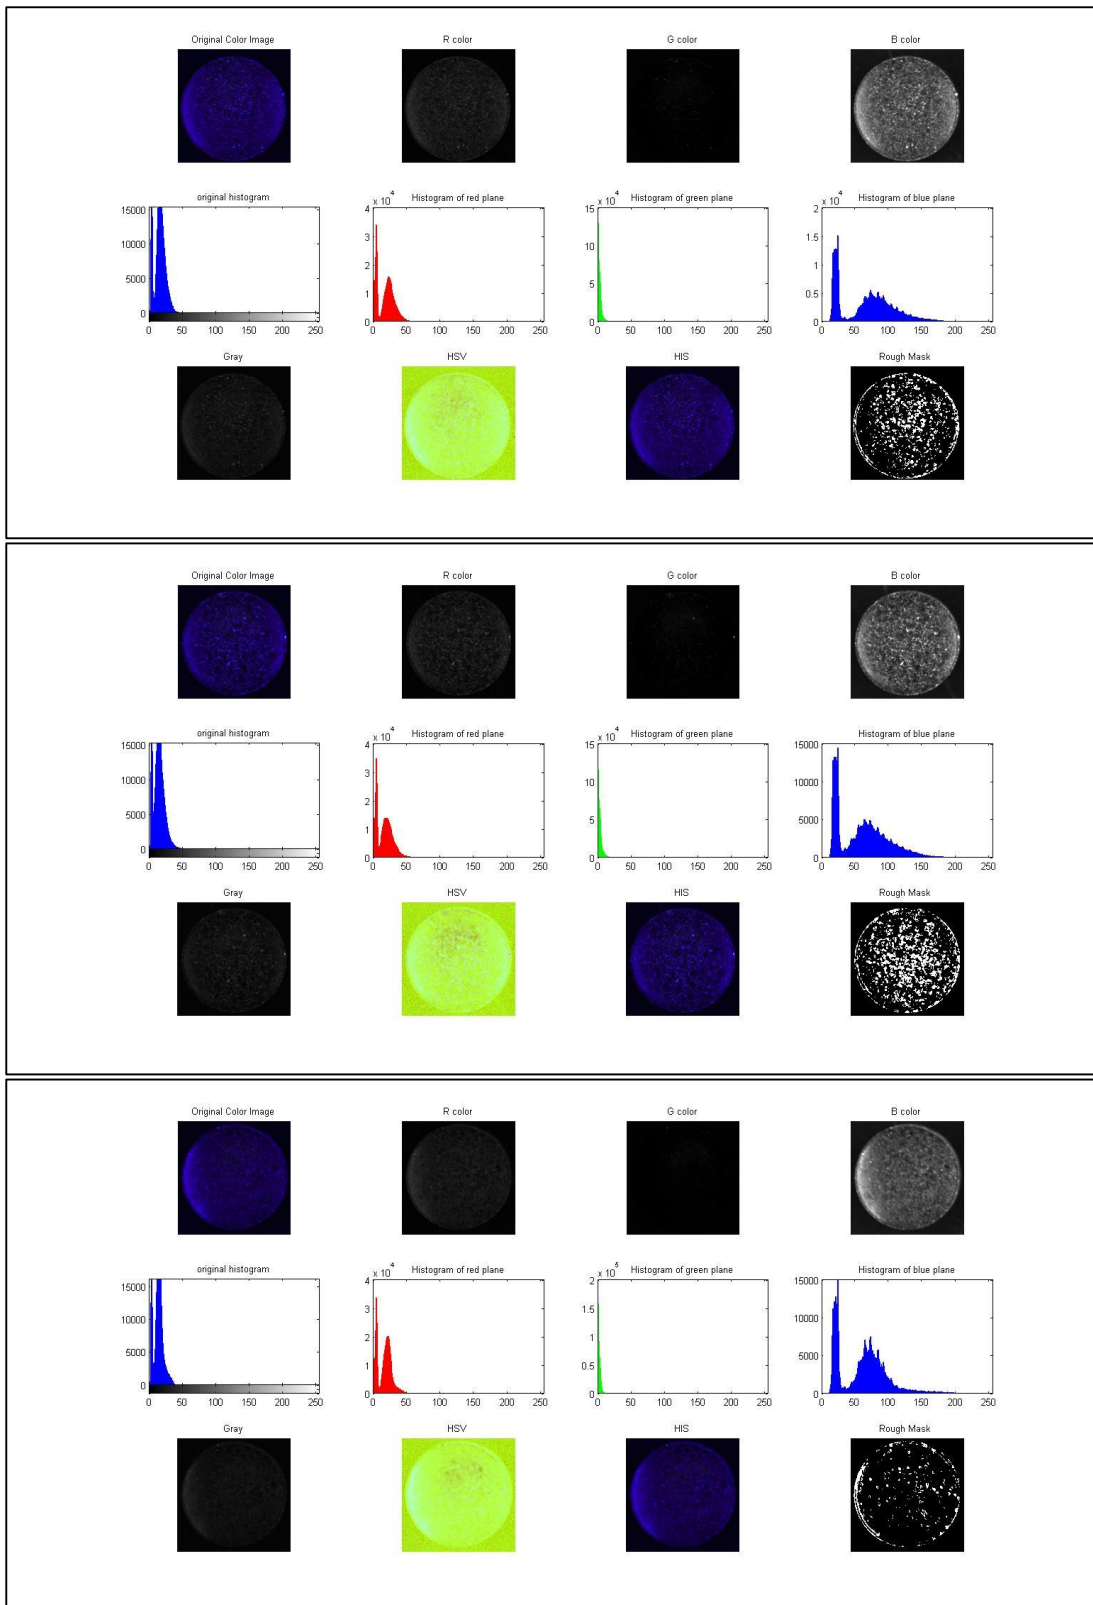 Original Color Image R color G color B color
original histogram Histogram of red plane Histogram of green plane Histogram of blue plane
x 10^4 x 10^4 x 10^4
15000 4 15 2
10000 3 10 1.5
5000 2 5 1
0 1 0 0.5
0 0
0 50 100 150 200 250 0 50 100 150 200 250 0 50 100 150 200 250 0 50 100 150 200 250
Gray HSV HIS Rough Mask
Original Color Image R color G color B color
original histogram Histogram of red plane Histogram of green plane Histogram of blue plane
x 10^4 x 10^4
15000 4 15 15000
10000 3 10 10000
5000 2 5 5000
0 1 0 0
0
0 50 100 150 200 250 0 50 100 150 200 250 0 50 100 150 200 250 0 50 100 150 200 250
Gray HSV HIS Rough Mask
Original Color Image R color G color B color
original histogram Histogram of red plane Histogram of green plane Histogram of blue plane
x 10^4 x 10^5
15000 4 2 15000
10000 3 1.5 10000
5000 2 1 5000
0 1 0.5 0
0 0
0 50 100 150 200 250 0 50 100 150 200 250 0 50 100 150 200 250 0 50 100 150 200 250
Gray HSV HIS Rough Mask